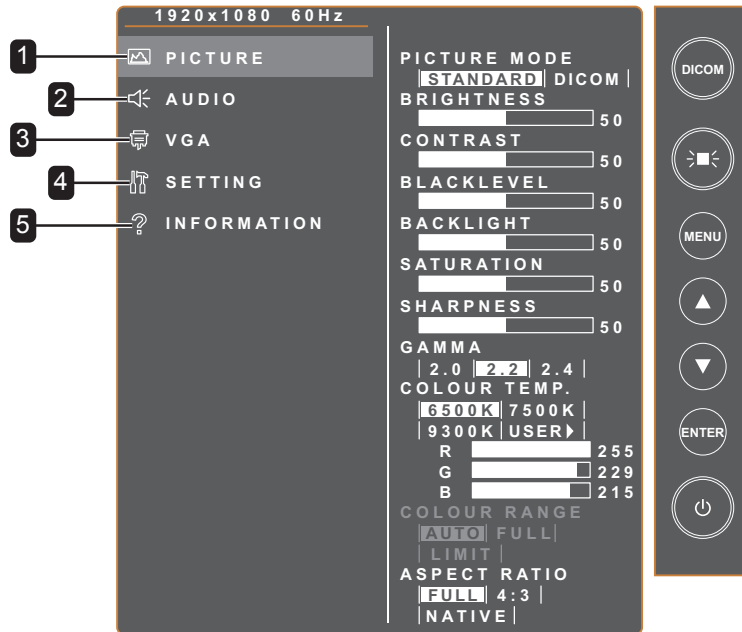 1920x1080 60Hz
1 PICTURE
2 AUDIO
3 VGA
4 SETTING
5 INFORMATION
PICTURE MODE
STANDARD DICOM
BRIGHTNESS
50
CONTRAST
50
BLACKLEVEL
50
BACKLIGHT
50
SATURATION
50
SHARPNESS
50
GAMMA
2.0 2.2 2.4
COLOUR TEMP.
6500K 7500K
9300K USER
R 255
G 229
B 215
COLOUR RANGE
AUTO FULL
LIMIT
ASPECT RATIO
FULL 4:3
NATIVE
DICOM
MENU
ENTER